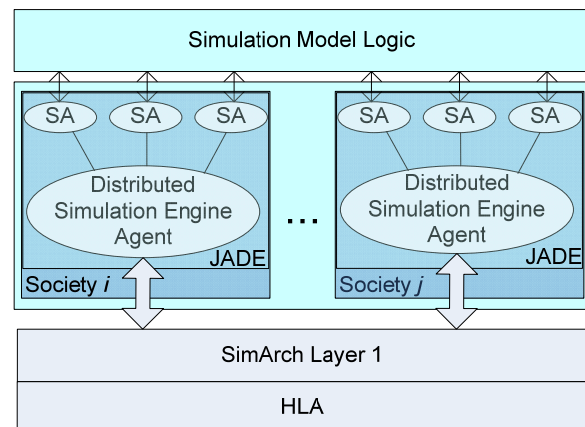 Simulation Model Logic
SA SA SA
Distributed
Simulation Engine
Agent
JADE
Society i
...
SA SA SA
Distributed
Simulation Engine
Agent
JADE
Society j
SimArch Layer 1
HLA